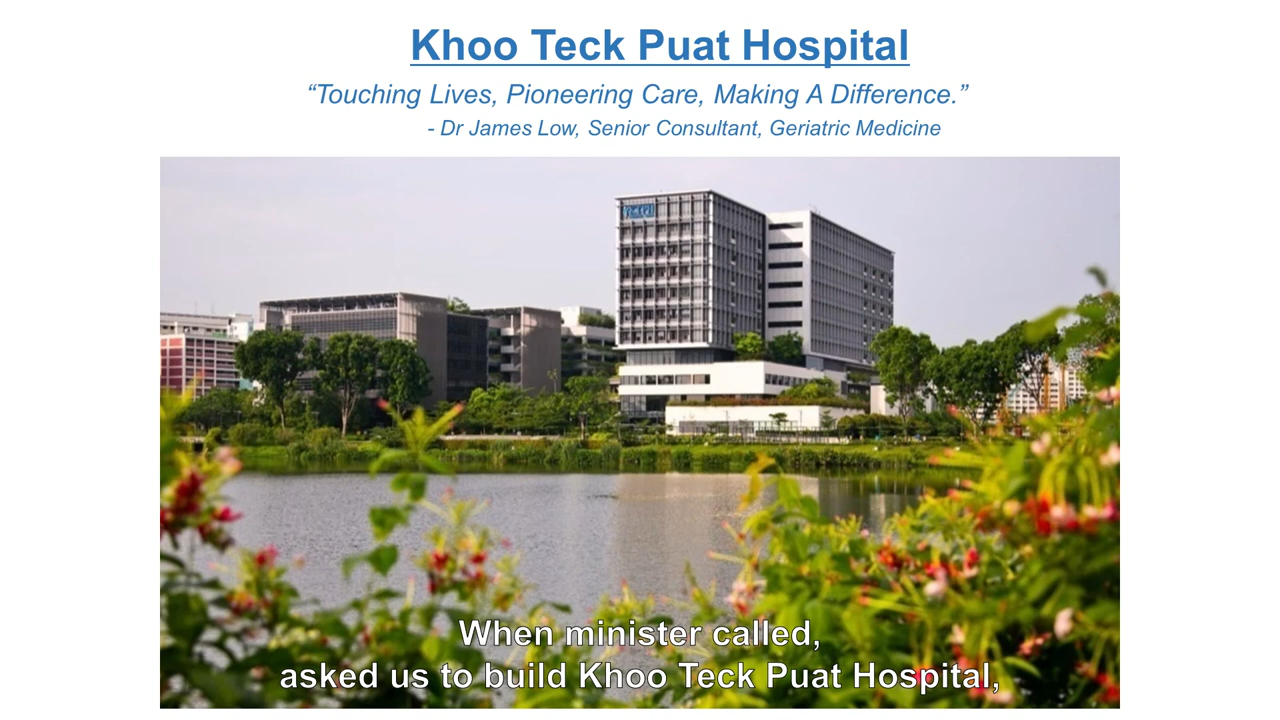 Khoo Teck Puat Hospital
“Touching Lives, Pioneering Care, Making A Difference.”
- Dr James Low, Senior Consultant, Geriatric Medicine
When minister called,
asked us to build Khoo Teck Puat Hospital,